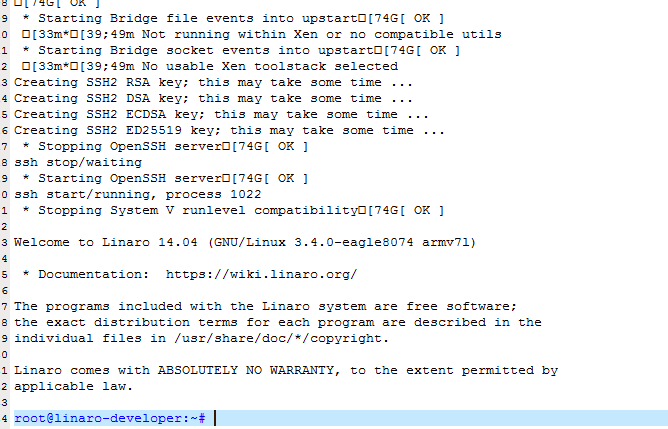 8 □[74G[ OK ]
9  * Starting Bridge file events into upstart□[74G[ OK ]
0  □[33m*□[39;49m Not running within Xen or no compatible utils
1  * Starting Bridge socket events into upstart□[74G[ OK ]
2  □[33m*□[39;49m No usable Xen toolstack selected
3 Creating SSH2 RSA key; this may take some time ...
4 Creating SSH2 DSA key; this may take some time ...
5 Creating SSH2 ECDSA key; this may take some time ...
6 Creating SSH2 ED25519 key; this may take some time ...
7  * Stopping OpenSSH server□[74G[ OK ]
8 ssh stop/waiting
9  * Starting OpenSSH server□[74G[ OK ]
0 ssh start/running, process 1022
1  * Stopping System V runlevel compatibility□[74G[ OK ]
2
3 Welcome to Linaro 14.04 (GNU/Linux 3.4.0-eagle8074 armv7l)
4
5  * Documentation:  https://wiki.linaro.org/
6
7 The programs included with the Linaro system are free software;
8 the exact distribution terms for each program are described in the
9 individual files in /usr/share/doc/*/copyright.
0
1 Linaro comes with ABSOLUTELY NO WARRANTY, to the extent permitted by
2 applicable law.
3
4 root@linaro-developer:~#